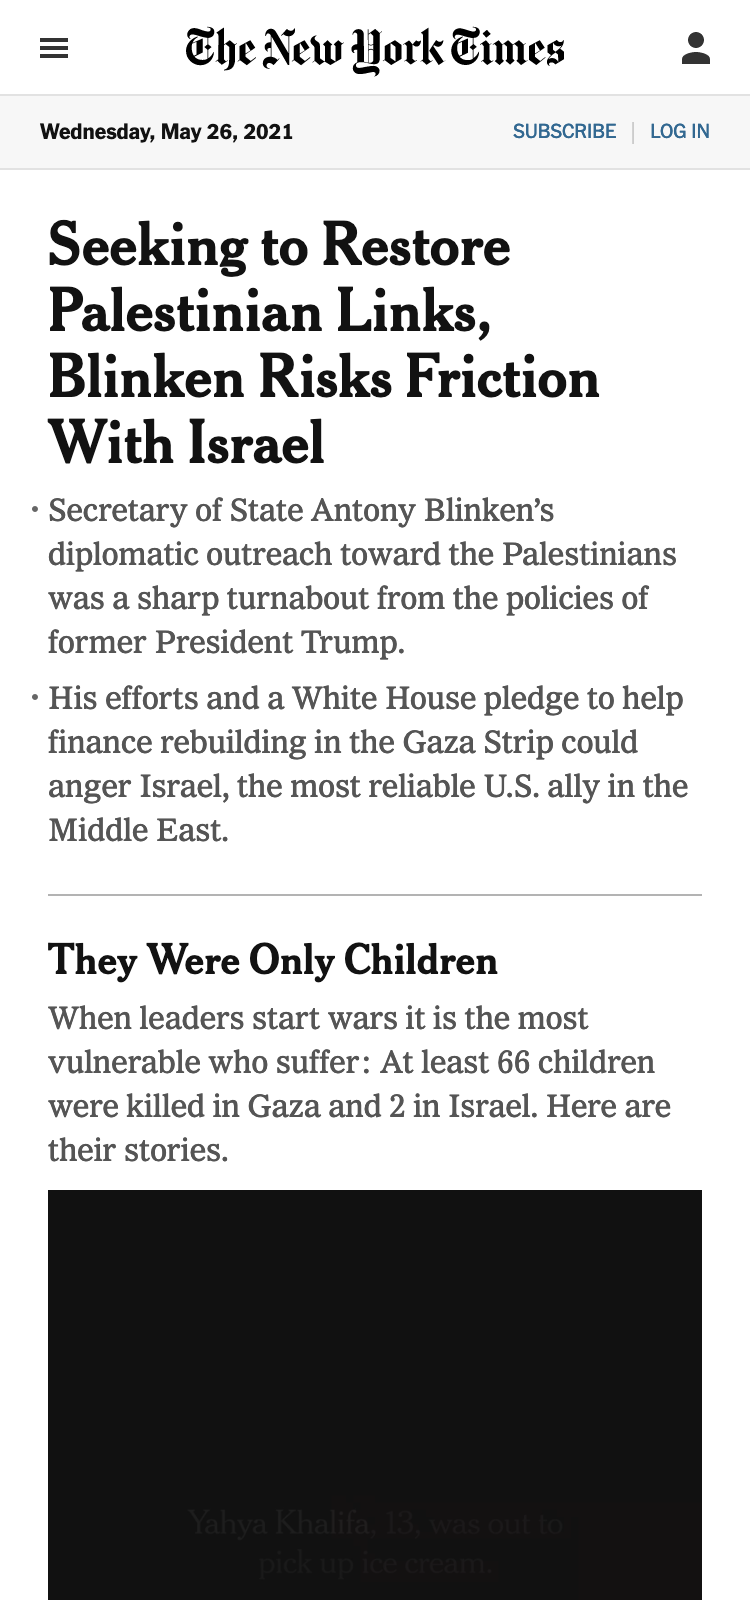 The New York Times
Wednesday, May 26, 2021
SUBSCRIBE | LOG IN
Seeking to Restore
Palestinian Links,
Blinken Risks Friction
With Israel
• Secretary of State Antony Blinken’s
diplomatic outreach toward the Palestinians
was a sharp turnabout from the policies of
former President Trump.
• His efforts and a White House pledge to help
finance rebuilding in the Gaza Strip could
anger Israel, the most reliable U.S. ally in the
Middle East.
They Were Only Children
When leaders start wars it is the most
vulnerable who suffer: At least 66 children
were killed in Gaza and 2 in Israel. Here are
their stories.
Yahya Khalifa, 13, was out to
pick up ice cream.